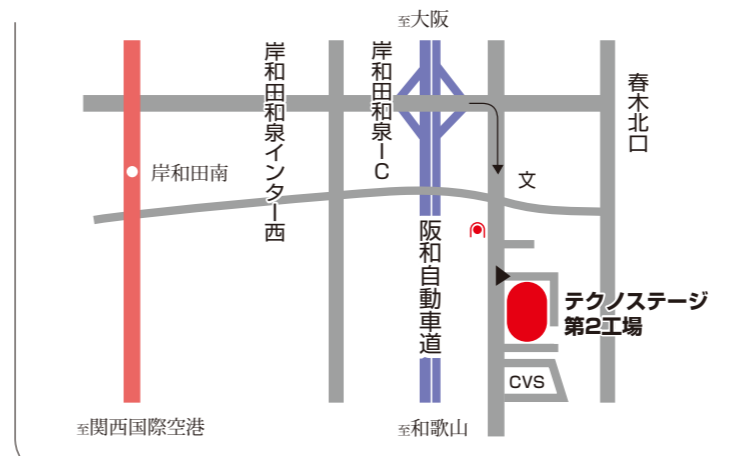 至大阪
岸和田和泉インター西
岸和田和泉IC
春木北口
岸和田南
文
阪和自動車道
テクノステージ
第2工場
CVS
至関西国際空港
至和歌山